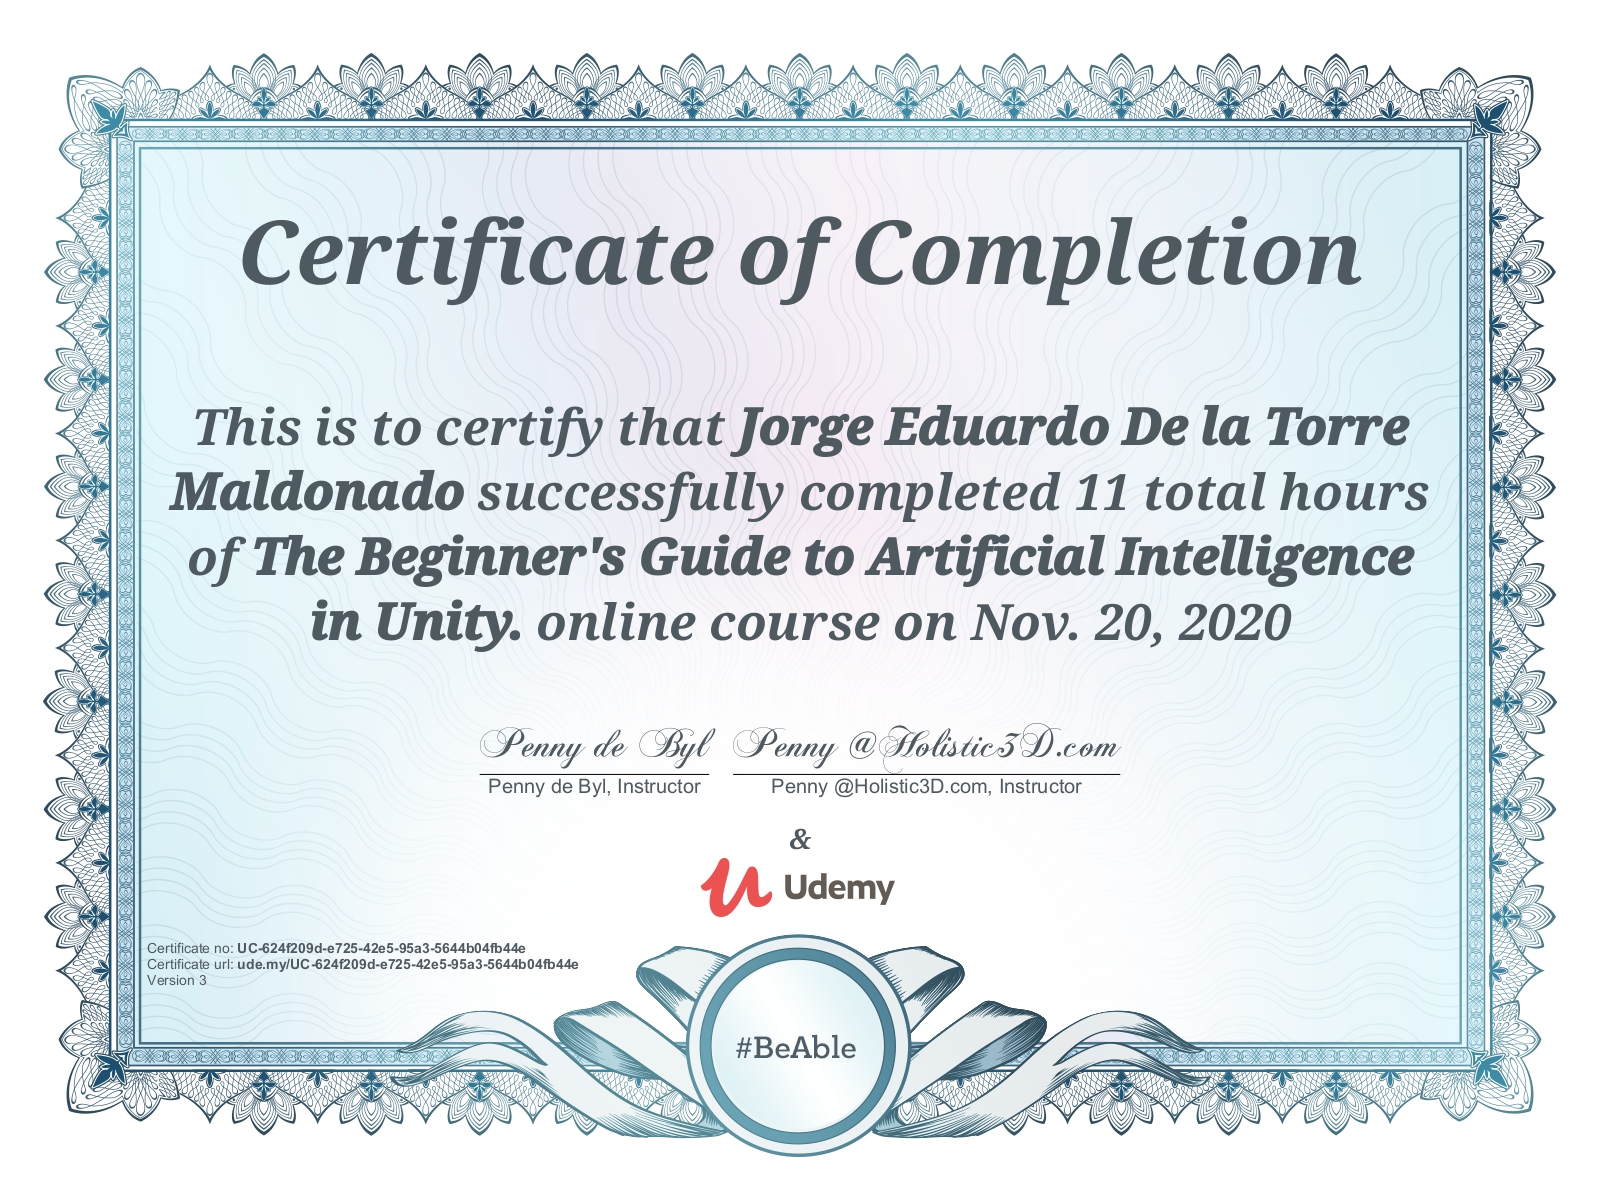 Certificate of Completion
This is to certify that Jorge Eduardo De la Torre
Maldonado successfully completed 11 total hours
of The Beginner's Guide to Artificial Intelligence
in Unity. online course on Nov. 20, 2020
Penny de Byl Penny @Holistic3D.com
Penny de Byl, Instructor Penny @Holistic3D.com, Instructor
&
Udemy
Certificate no: UC-624f209d-e725-42e5-95a3-5644b04fb44e
Certificate url: ude.my/UC-624f209d-e725-42e5-95a3-5644b04fb44e
Version 3
#BeAble